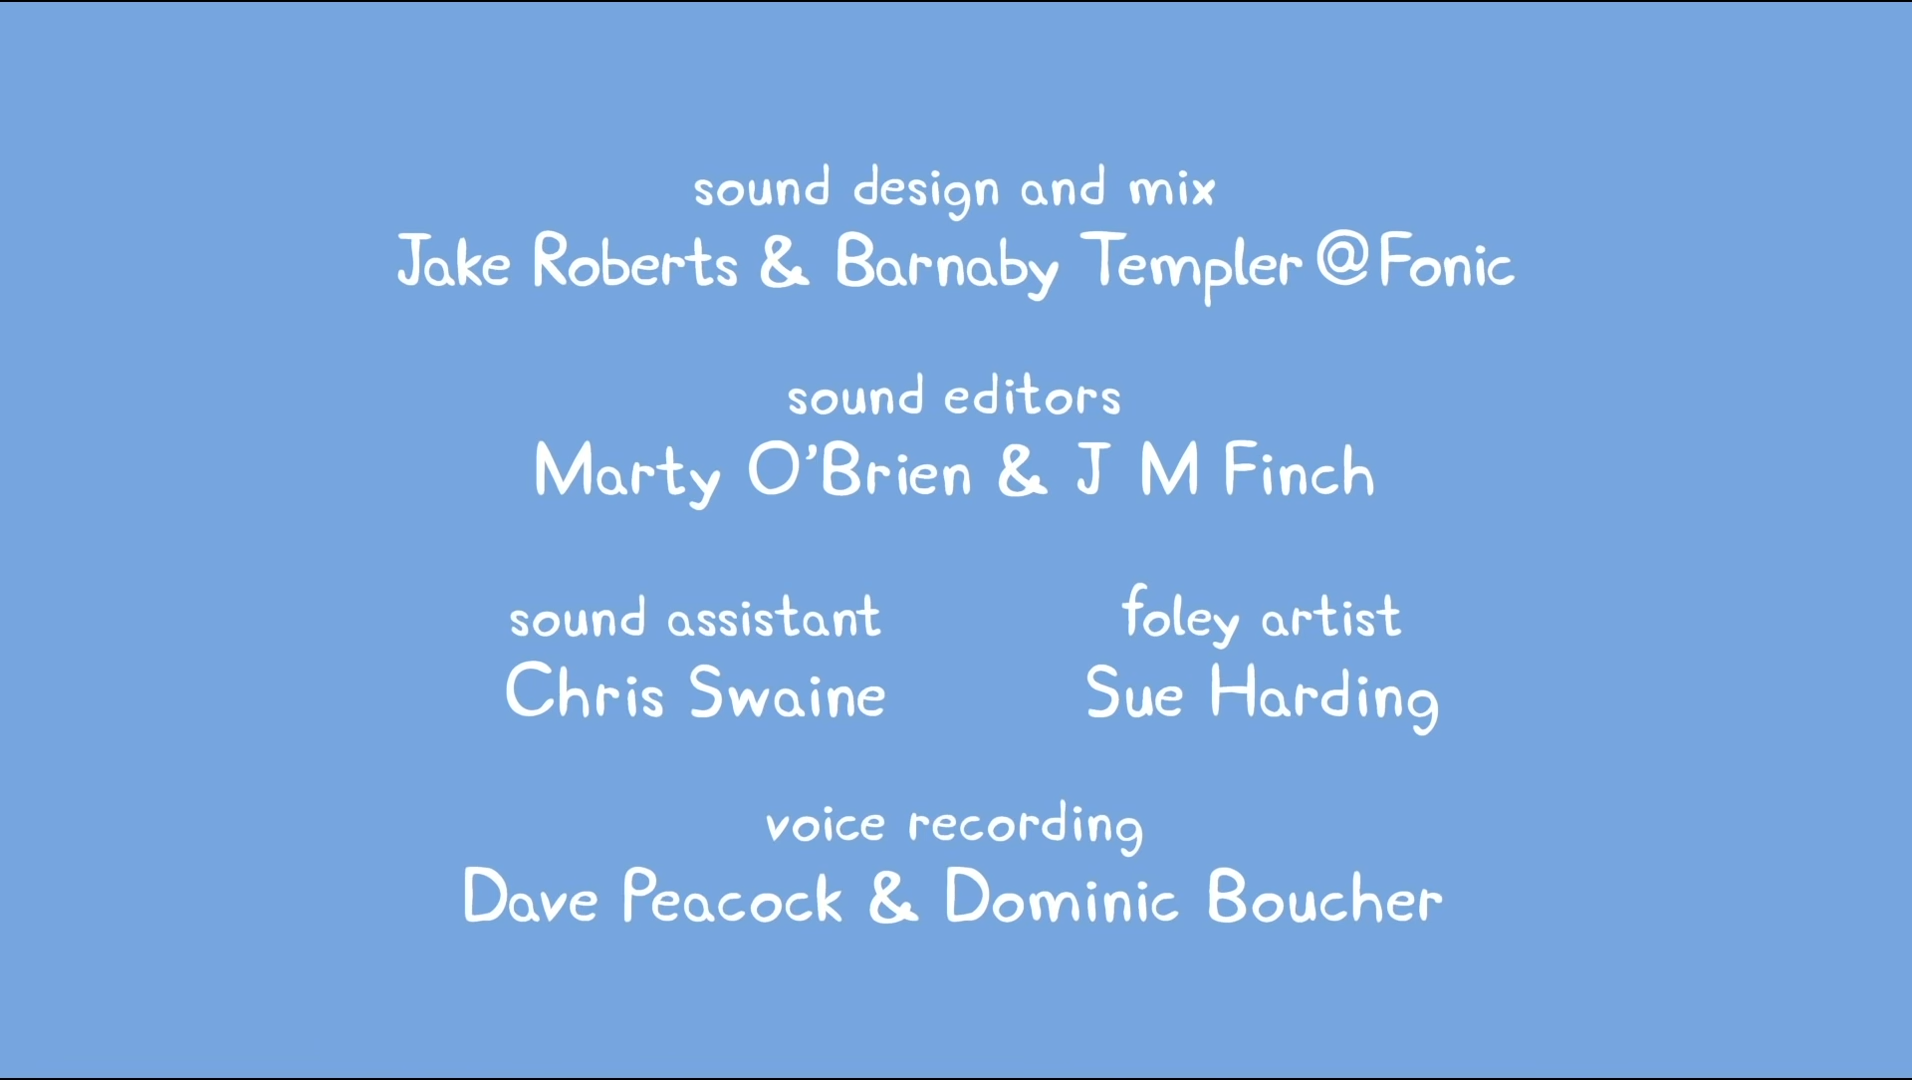 sound design and mix
Jake Roberts & Barnaby Templer @Fonic
sound editors
Marty O'Brien & J M Finch
sound assistant
Chris Swaine
foley artist
Sue Harding
voice recording
Dave Peacock & Dominic Boucher